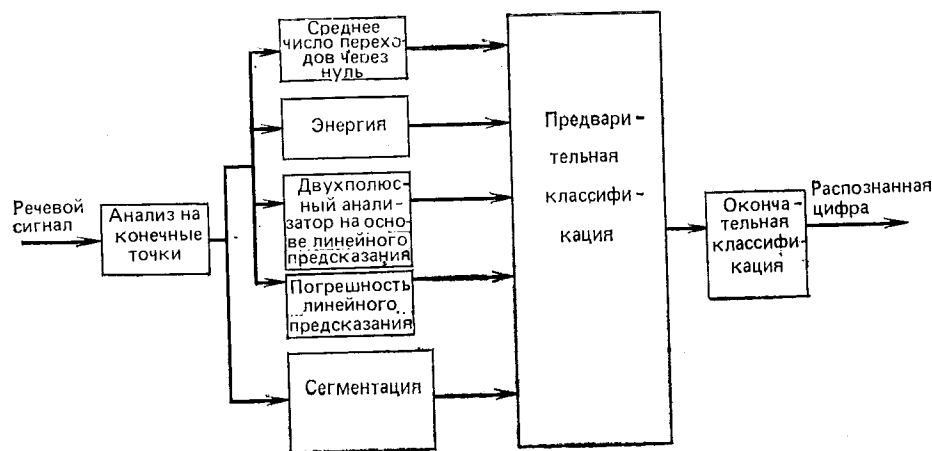 Речевой
сигнал
Анализ на
конечные
точки
Среднее
число перехо-
дов через
нуль
Энергия
Двухполюс-
ный анали-
затор на осно-
ве линейного
предсказания
Погрешность
линейного
предсказания
Сегментация
Предвари-
тельная
классифи-
кация
Оконча-
тельная
классифи-
кация
Распознанная
цифра